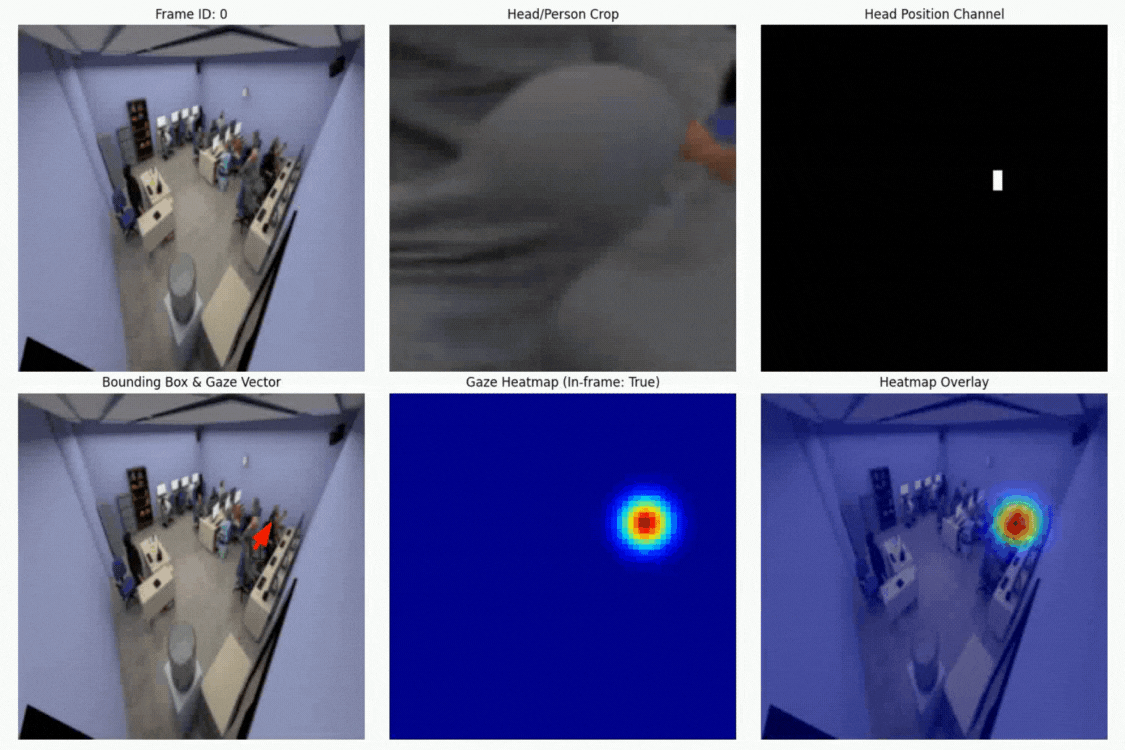 Frame ID: 0
Head/Person Crop
Head Position Channel
Bounding Box & Gaze Vector
Gaze Heatmap (In-frame: True)
Heatmap Overlay